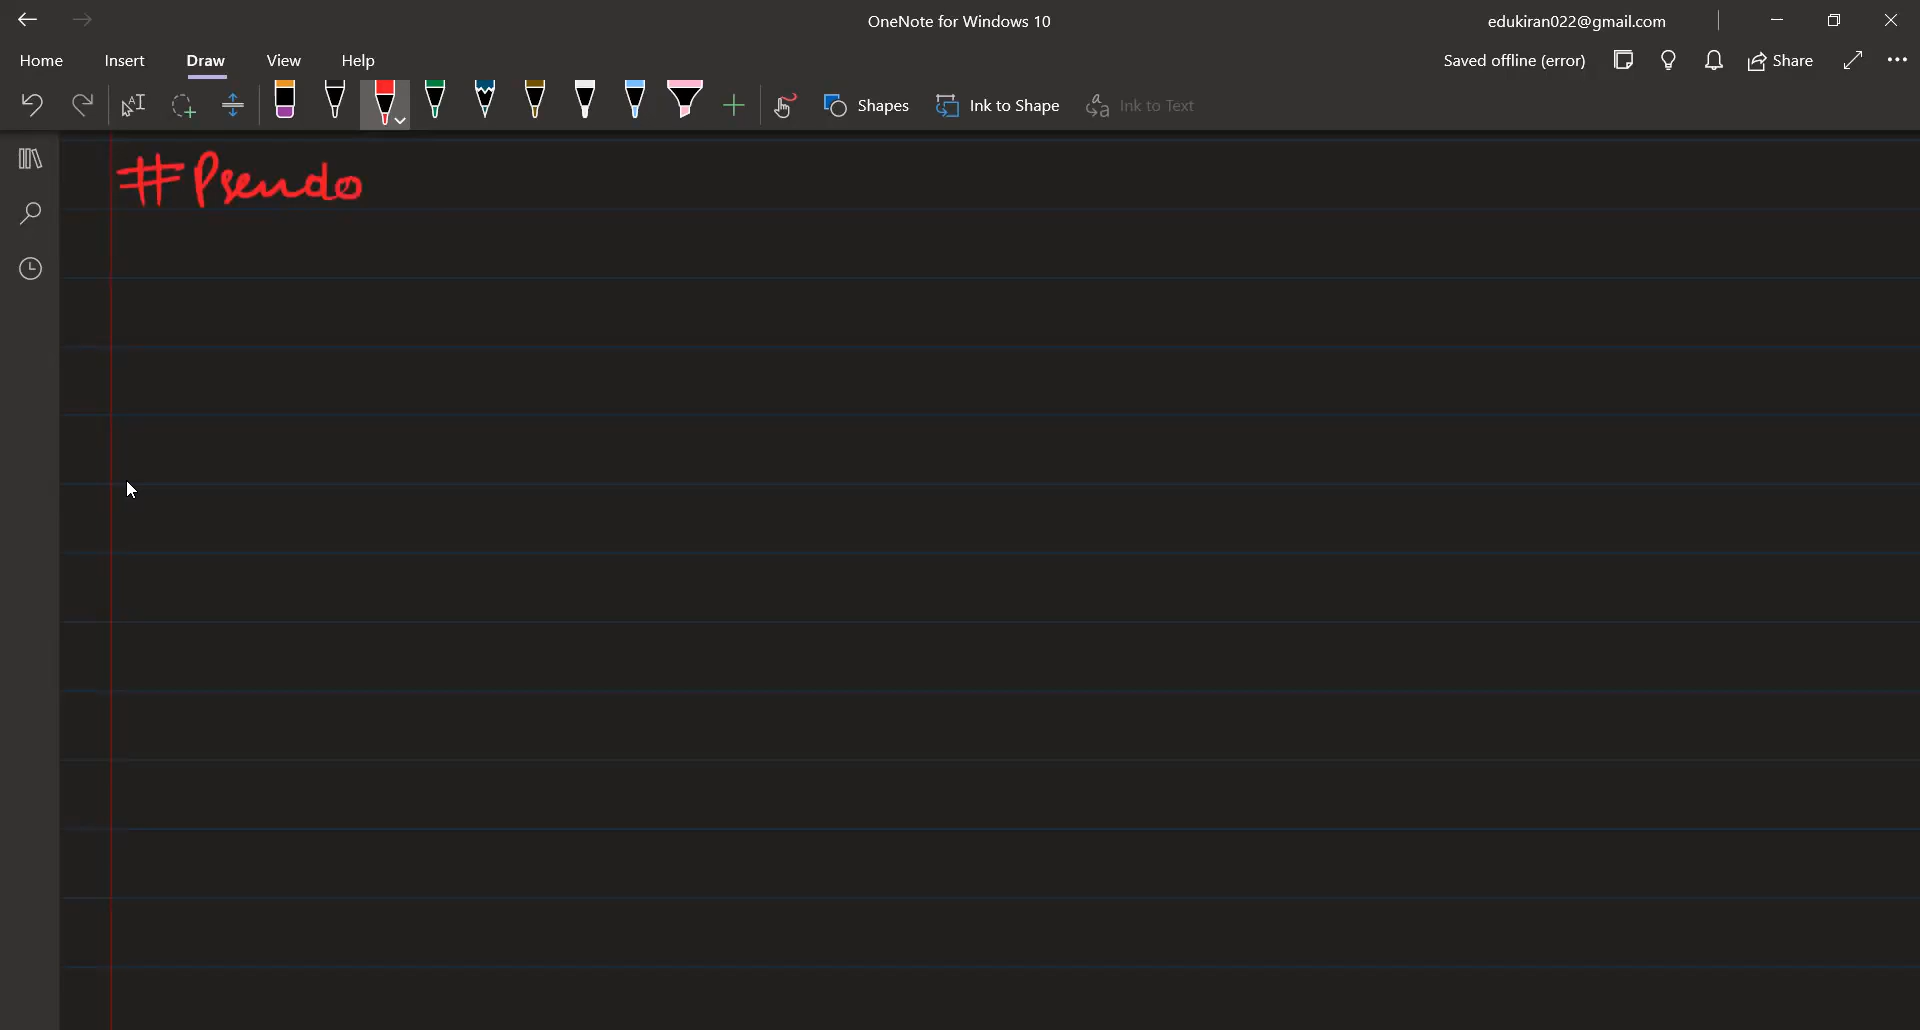 OneNote for Windows 10
edukiran022@gmail.com
Home Insert Draw View Help
Saved offline (error)
Share
Shapes
Ink to Shape
Ink to Text
#Pseudo